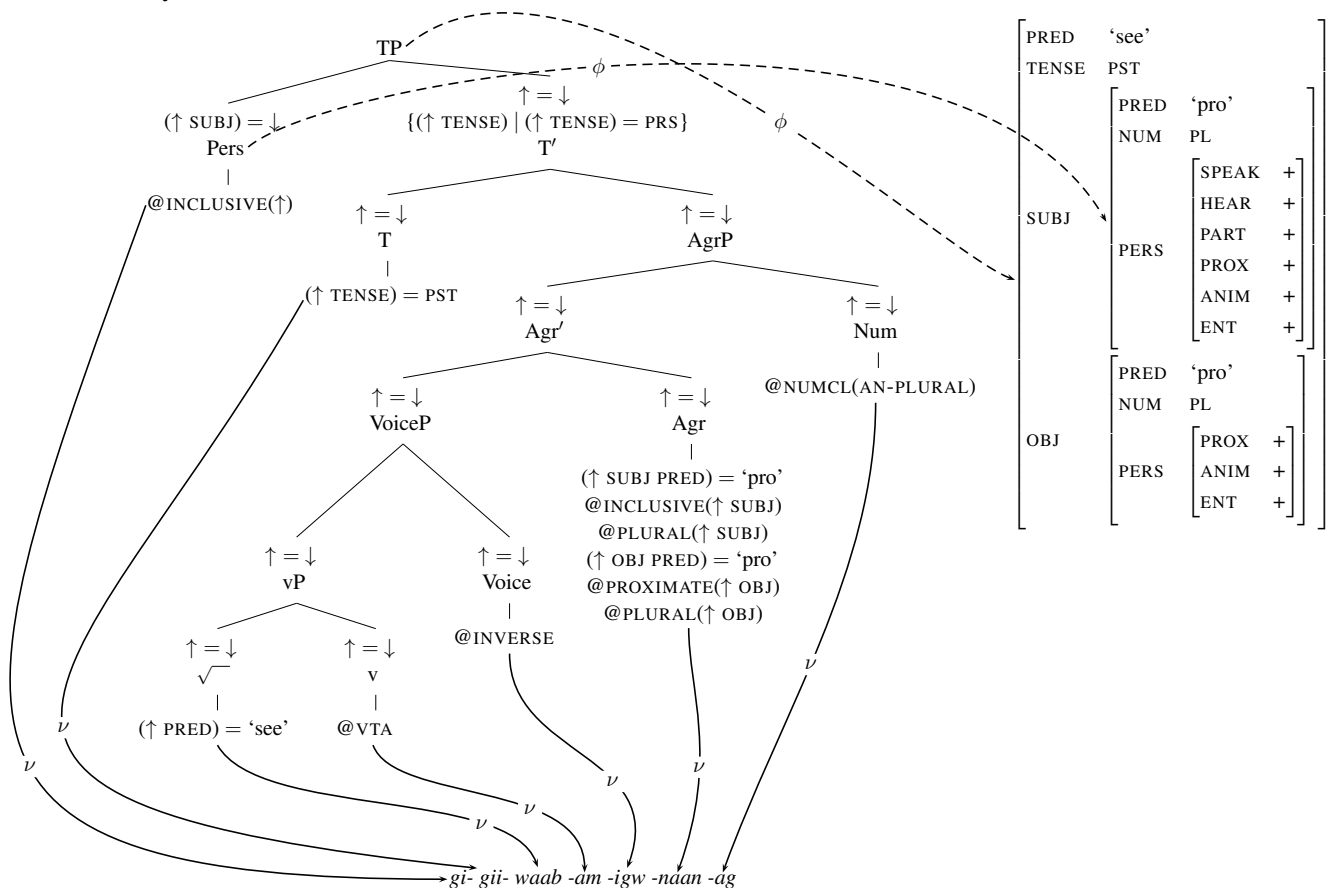 TP
(↑ SUBJ) = ↓
Pers
@INCLUSIVE(↑)
↑ = ↓
{(↑ TENSE) | (↑ TENSE) = PRS}
T′
↑ = ↓
T
(↑ TENSE) = PST
↑ = ↓
AgrP
↑ = ↓
Agr′
↑ = ↓
Num
@NUMCL(AN-PLURAL)
↑ = ↓
VoiceP
↑ = ↓
Agr
(↑ SUBJ PRED) = ‘pro’
@INCLUSIVE(↑ SUBJ)
@PLURAL(↑ SUBJ)
(↑ OBJ PRED) = ‘pro’
@PROXIMATE(↑ OBJ)
@PLURAL(↑ OBJ)
↑ = ↓
vP
↑ = ↓
Voice
@INVERSE
↑ = ↓
√
(↑ PRED) = ‘see’
↑ = ↓
v
@VTA
ν
ν
ν
ν
ν
ν
ν
gi- gii- waab -am -igw -naan -ag
ϕ
ϕ
PRED ‘see’
TENSE PST
SUBJ
PRED ‘pro’
NUM PL
PERS
SPEAK +
HEAR +
PART +
PROX +
ANIM +
ENT +
OBJ
PRED ‘pro’
NUM PL
PERS
PROX +
ANIM +
ENT +